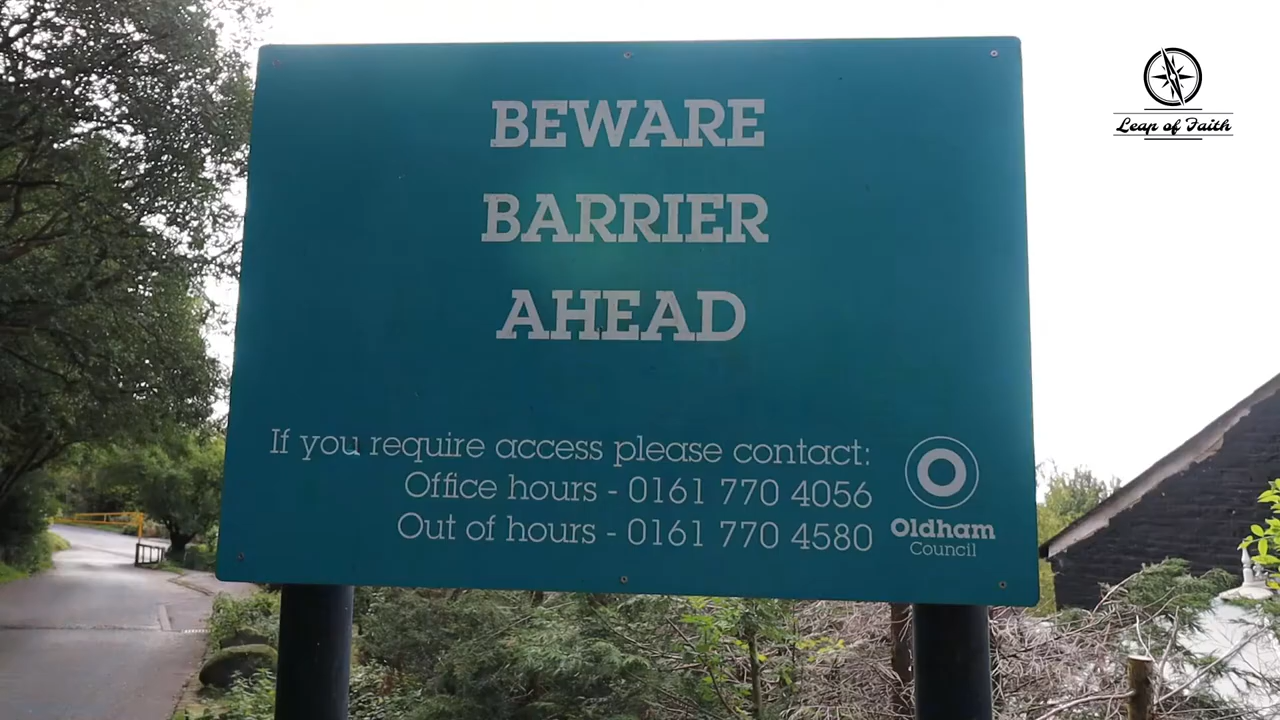 BEWARE
BARRIER
AHEAD
If you require access please contact:
Office hours - 0161 770 4056
Out of hours - 0161 770 4580
Oldham
Council
Leap of Faith